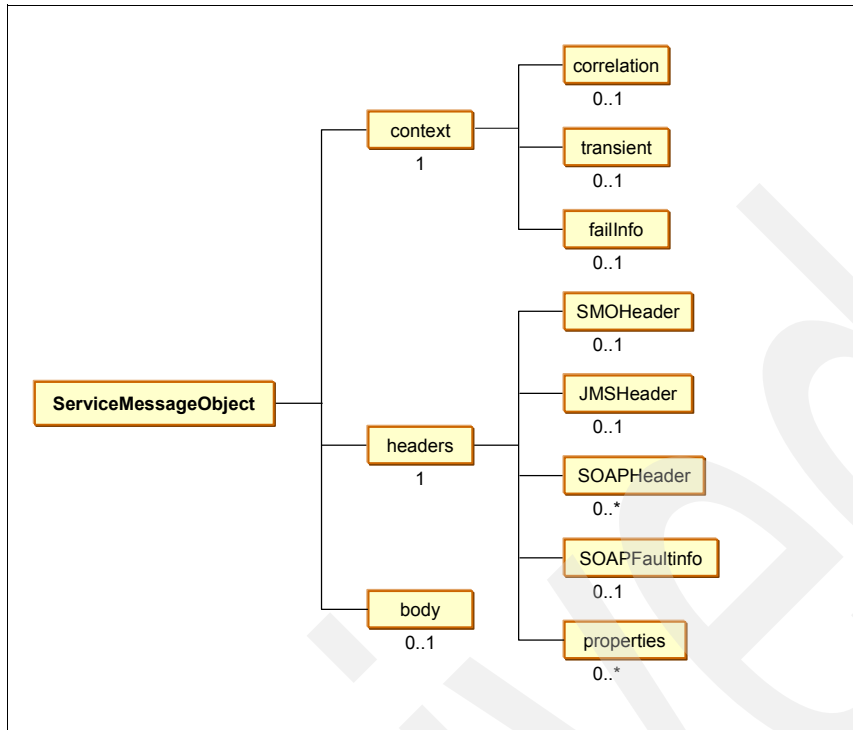 correlation
0..1
context
1
transient
0..1
failInfo
0..1
SMOHeader
0..1
ServiceMessageObject
JMSHeader
0..1
headers
1
SOAPHeader
0..*
SOAPFaultinfo
0..1
body
0..1
properties
0..*